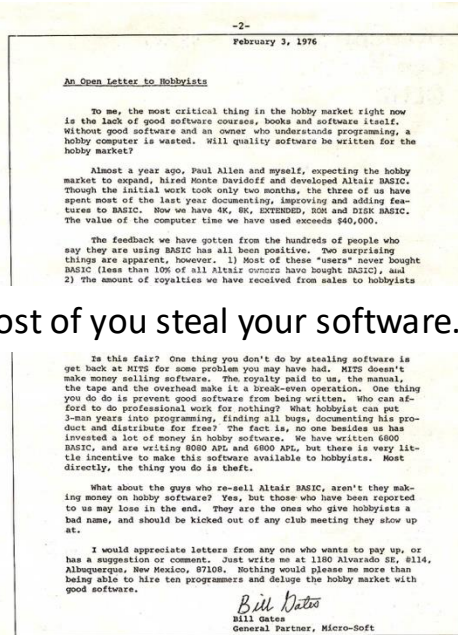 -2-
February 3, 1976
An Open Letter to Hobbyists
To me, the most critical thing in the hobby market right now
is the lack of good software courses, books and software itself.
Without good software and an owner who understands programming, a
hobby computer is wasted. Will quality software be written for the
hobby market?
Almost a year ago, Paul Allen and myself, expecting the hobby
market to expand, hired Monte Davidoff and developed Altair BASIC.
Though the initial work took only two months, the three of us have
spent most of the last year documenting, improving and adding fea-
tures to BASIC. Now we have 4K, 8K, EXTENDED, ROM and DISK BASIC.
The value of the computer time we have used exceeds $40,000.
The feedback we have gotten from the hundreds of people who
say they are using BASIC has all been positive. Two surprising
things are apparent, however. 1) Most of these "users" never bought
BASIC (less than 10% of all Altair owners have bought BASIC), and
2) The amount of royalties we have received from sales to hobbyists
ost of you steal your software.
Is this fair? One thing you don't do by stealing software is
get back at MITS for some problem you may have had. MITS doesn't
make money selling software. The royalty paid to us, the manual,
the tape and the overhead make it a break-even operation. One thing
you do do is prevent good software from being written. Who can af-
ford to do professional work for nothing? What hobbyist can put
3-man years into programming, finding all bugs, documenting his pro-
duct and distribute for free? The fact is, no one besides us has
invested a lot of money in hobby software. We have written 6800
BASIC, and are writing 8080 APL and 6800 APL, but there is very lit-
tle incentive to make this software available to hobbyists. Most
directly, the thing you do is theft.
What about the guys who re-sell Altair BASIC, aren't they mak-
ing money on hobby software? Yes, but those who have been reported
to us may lose in the end. They are the ones who give hobbyists a
bad name, and should be kicked out of any club meeting they show up
at.
I would appreciate letters from any one who wants to pay up, or
has a suggestion or comment. Just write me at 1180 Alvarado SE, #114,
Albuquerque, New Mexico, 87108. Nothing would please me more than
being able to hire ten programmers and deluge the hobby market with
good software.
Bill Gates
Bill Gates
General Partner, Micro-Soft